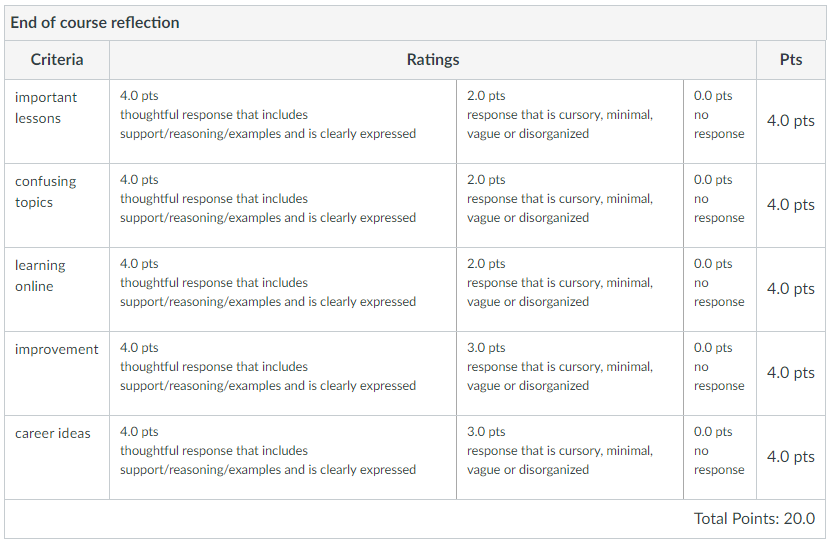 End of course reflection
Criteria Ratings Pts
important lessons
4.0 pts
thoughtful response that includes
support/reasoning/examples and is clearly expressed
2.0 pts
response that is cursory, minimal,
vague or disorganized
0.0 pts
no
response
4.0 pts
confusing
topics
4.0 pts
thoughtful response that includes
support/reasoning/examples and is clearly expressed
2.0 pts
response that is cursory, minimal,
vague or disorganized
0.0 pts
no
response
4.0 pts
learning
online
4.0 pts
thoughtful response that includes
support/reasoning/examples and is clearly expressed
2.0 pts
response that is cursory, minimal,
vague or disorganized
0.0 pts
no
response
4.0 pts
improvement
4.0 pts
thoughtful response that includes
support/reasoning/examples and is clearly expressed
3.0 pts
response that is cursory, minimal,
vague or disorganized
0.0 pts
no
response
4.0 pts
career ideas
4.0 pts
thoughtful response that includes
support/reasoning/examples and is clearly expressed
3.0 pts
response that is cursory, minimal,
vague or disorganized
0.0 pts
no
response
4.0 pts
Total Points: 20.0